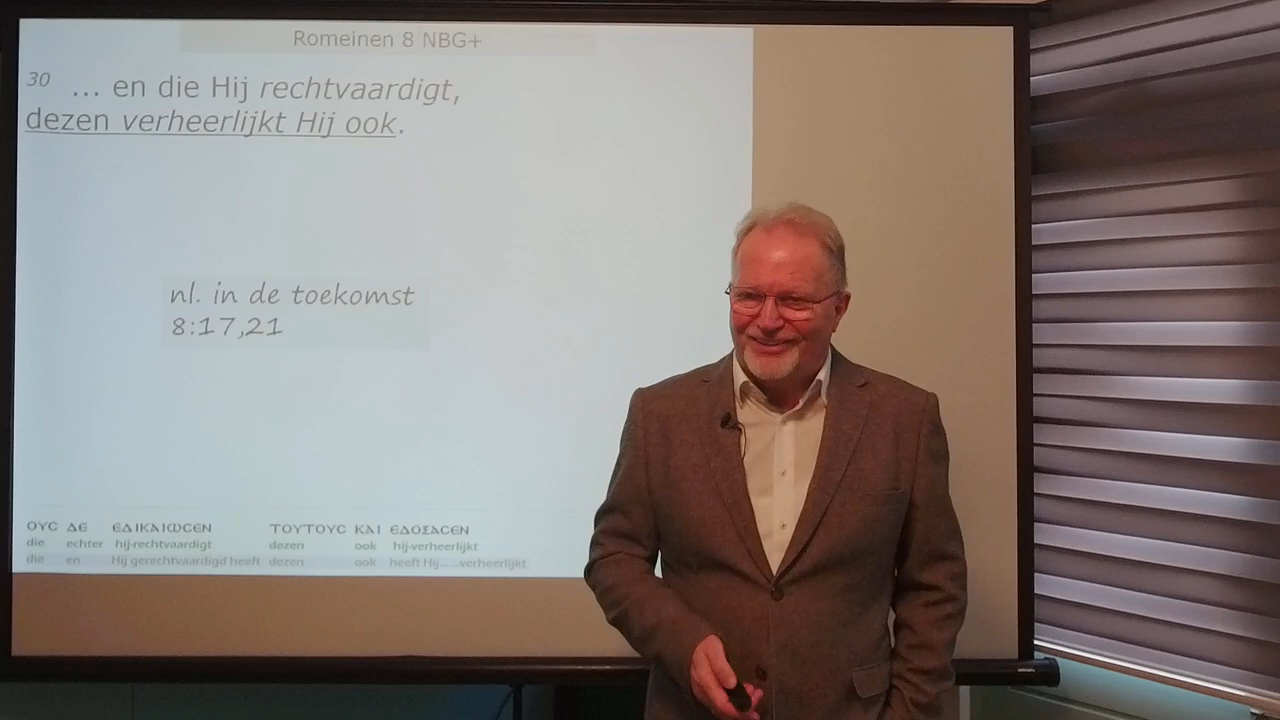 Romeinen 8 NBG+
30 ... en die Hij rechtvaardigt,
dezen verheerlijkt Hij ook.
nl. in de toekomst
8:17,21
ΟΥϹ ΔΕ ЄΔΙΚΑΙѠϹЄΝ ΤΟΥΤΟΥϹ ΚΑΙ ЄΔΟΞΑϹЄΝ
die echter hij-rechtvaardigt dezen ook hij-verheerlijkt
die en Hij gerechtvaardigd heeft dezen ook heeft Hij... ...verheerlijkt